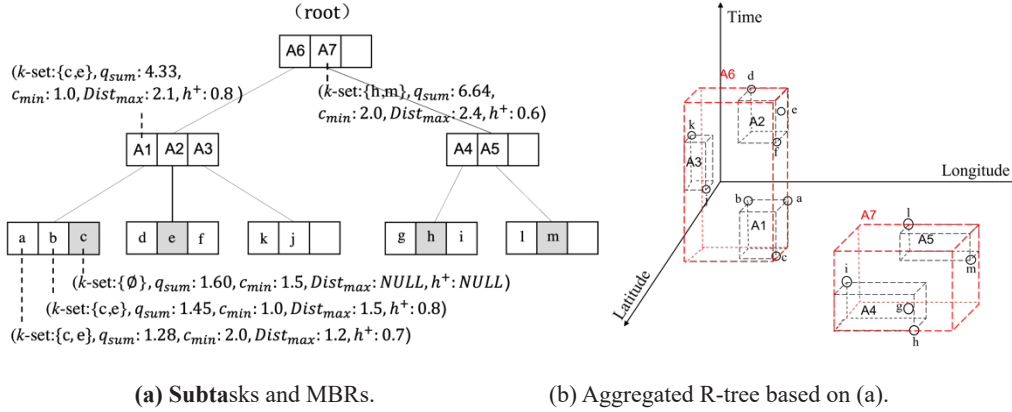 (root)
A6 A7
(k-set:{c,e}, q_sum: 4.33,
c_min: 1.0, Dist_max: 2.1, h⁺: 0.8)
(k-set:{h,m}, q_sum: 6.64,
c_min: 2.0, Dist_max: 2.4, h⁺: 0.6)
A1 A2 A3
A4 A5
a b c
d e f
k j
g h i
l m
(k-set:{∅}, q_sum: 1.60, c_min: 1.5, Dist_max: NULL, h⁺: NULL)
(k-set:{c,e}, q_sum: 1.45, c_min: 1.0, Dist_max: 1.5, h⁺: 0.8)
(k-set:{c, e}, q_sum: 1.28, c_min: 2.0, Dist_max: 1.2, h⁺: 0.7)
(a) Subtasks and MBRs.
Time
A6
d
A2
e
f
k
A3
j
Longitude
b
a
A1
c
Latitude
A7
l
A5
m
i
g
A4
h
(b) Aggregated R-tree based on (a).